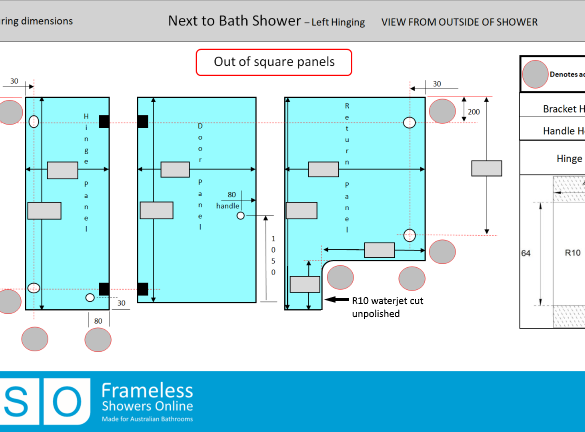 ring dimensions
Next to Bath Shower – Left Hinging
VIEW FROM OUTSIDE OF SHOWER
Out of square panels
30
Hinge Panel
Door Panel
80
handle
1050
30
80
Return Panel
30
200
R10 waterjet cut
unpolished
Denotes a
Bracket H
Handle H
Hinge
64
R10
SO
Frameless
Showers Online
Made for Australian Bathrooms